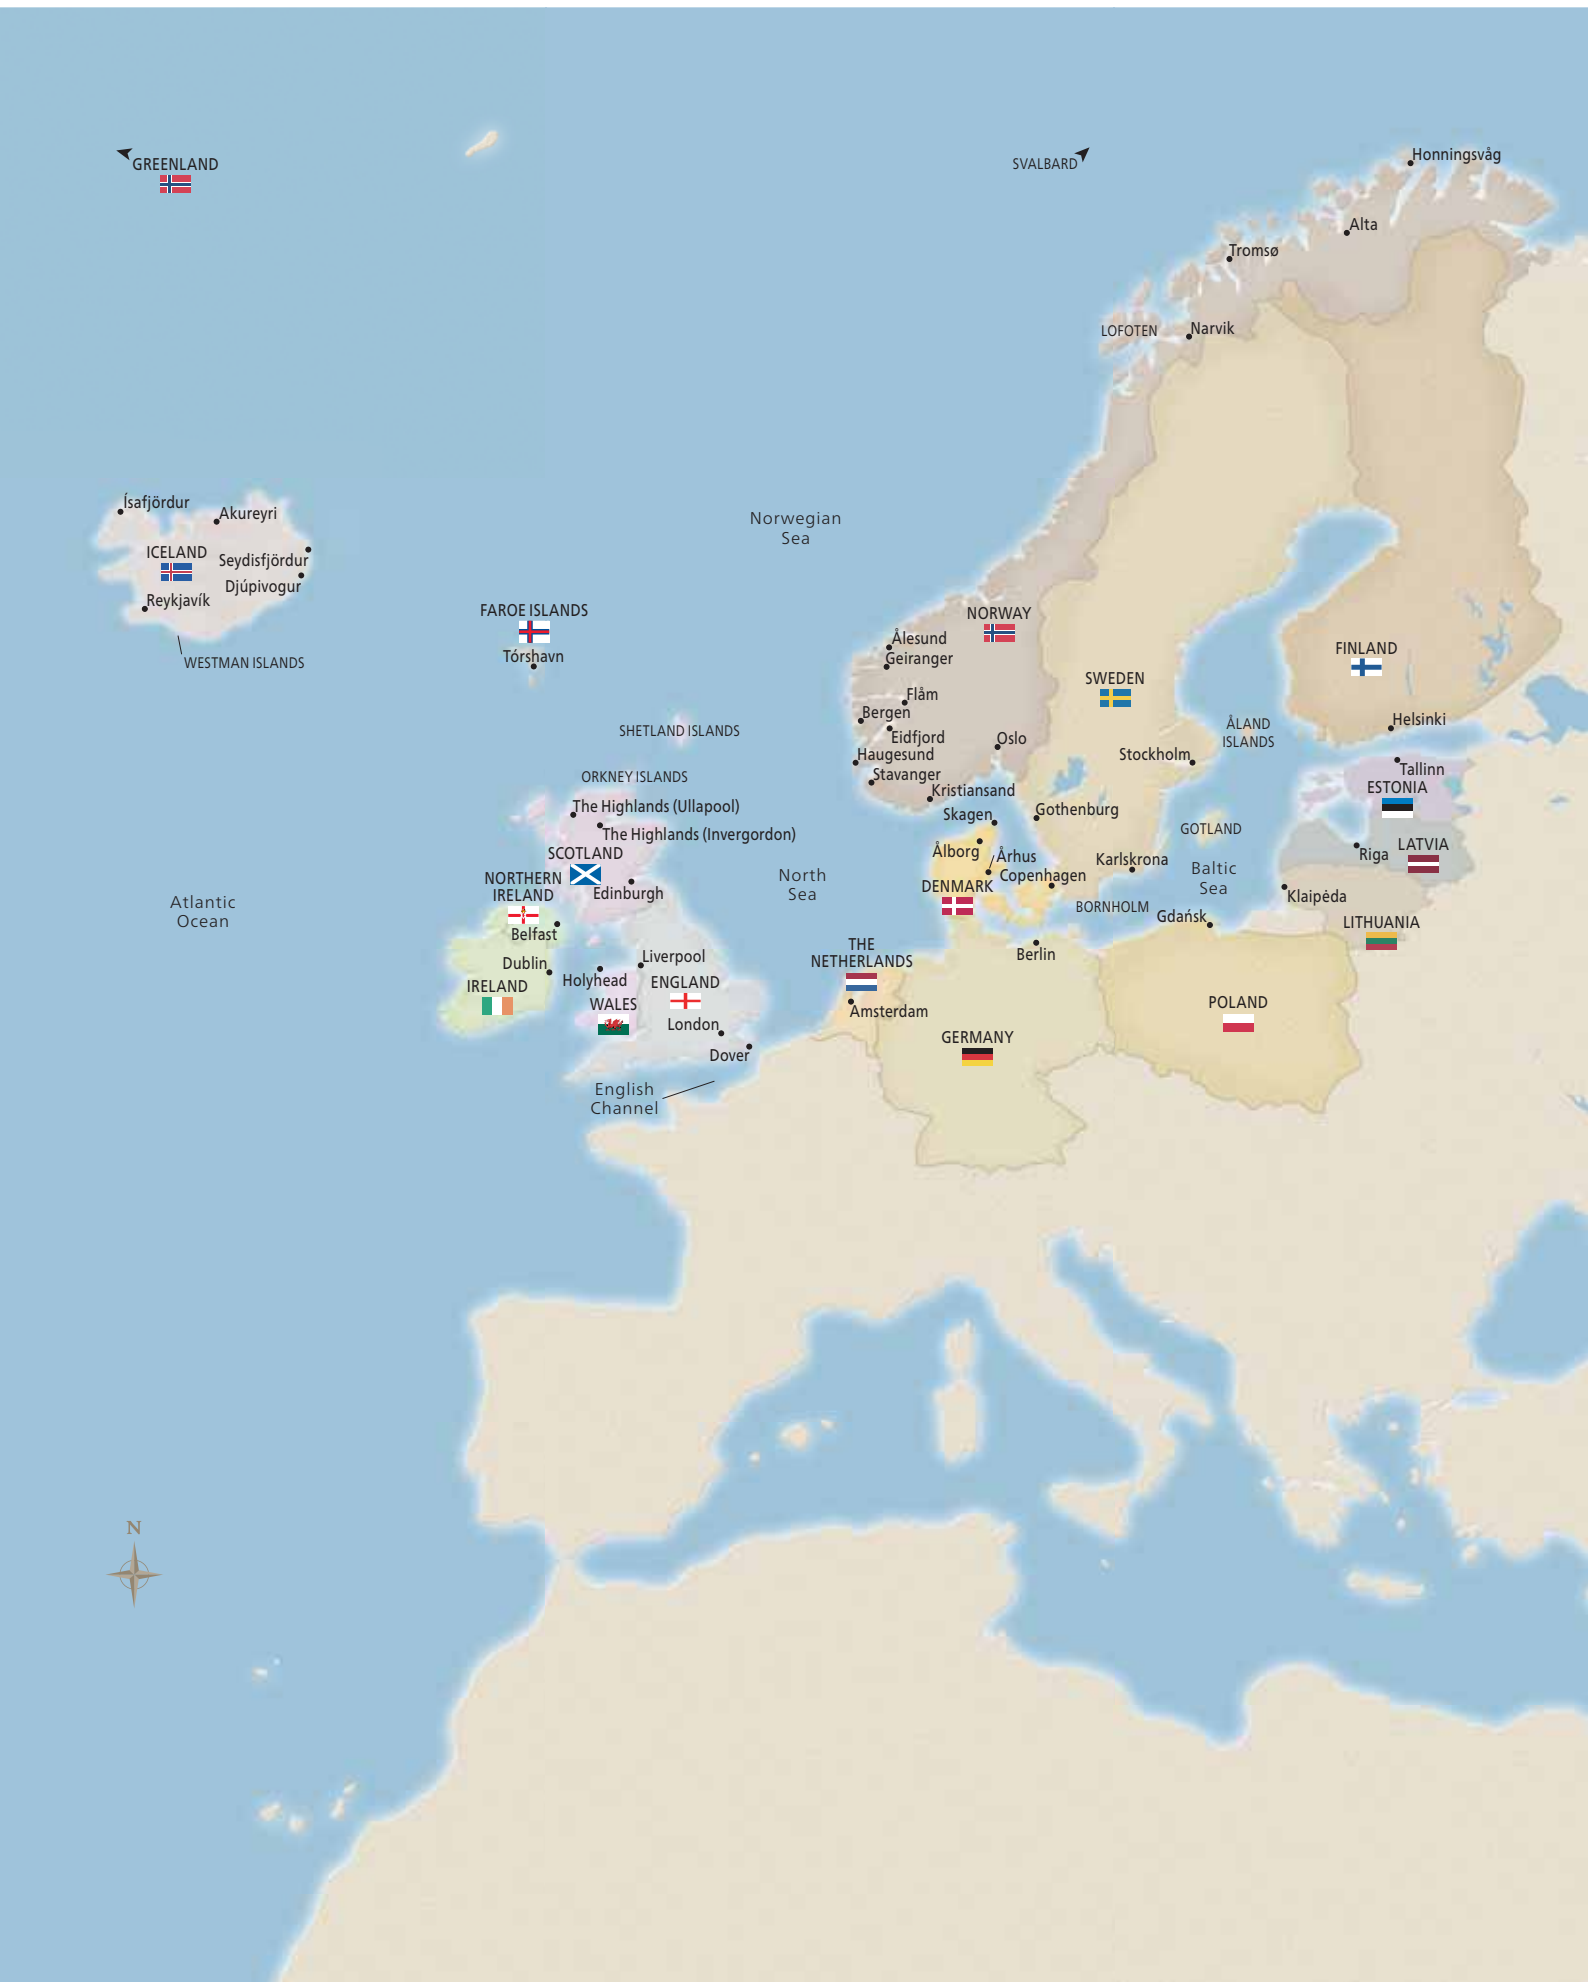 GREENLAND
SVALBARD
Honningsvåg
Alta
Tromsø
LOFOTEN
Narvik
Ísafjördur
Akureyri
ICELAND
Seydisfjördur
Djúpivogur
Reykjavík
WESTMAN ISLANDS
Norwegian
Sea
FAROE ISLANDS
Tórshavn
NORWAY
Ålesund
Geiranger
Flåm
Bergen
Eidfjord
Oslo
Haugesund
Stavanger
Kristiansand
SWEDEN
FINLAND
Helsinki
ÅLAND
ISLANDS
Stockholm
Tallinn
ESTONIA
SHETLAND ISLANDS
ORKNEY ISLANDS
The Highlands (Ullapool)
The Highlands (Invergordon)
SCOTLAND
Edinburgh
NORTHERN
IRELAND
Belfast
Skagen
Gothenburg
GOTLAND
Ålborg
Århus
Copenhagen
Karlskrona
DENMARK
Riga
LATVIA
Baltic
Sea
North
Sea
Atlantic
Ocean
BORNHOLM
Gdańsk
Klaipėda
LITHUANIA
Dublin
IRELAND
Holyhead
Liverpool
ENGLAND
WALES
London
Dover
THE
NETHERLANDS
Amsterdam
Berlin
GERMANY
POLAND
English
Channel
N